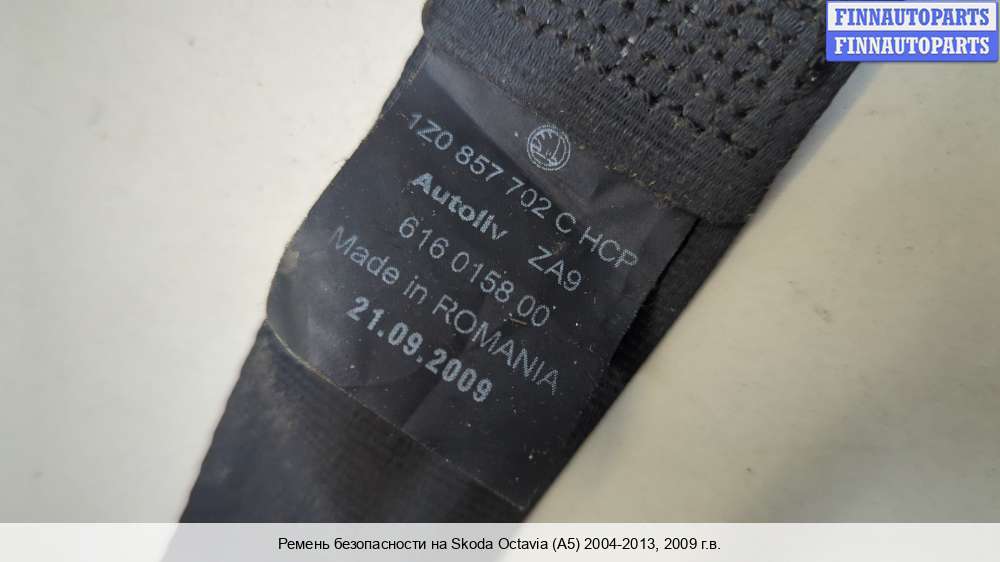 FINNAUTOPARTS
FINNAUTOPARTS
1Z0 857 702 C HCP
Autoliv ZA9
616 0158 00
Made in ROMANIA
21.09.2009
Ремень безопасности на Skoda Octavia (A5) 2004-2013, 2009 г.в.